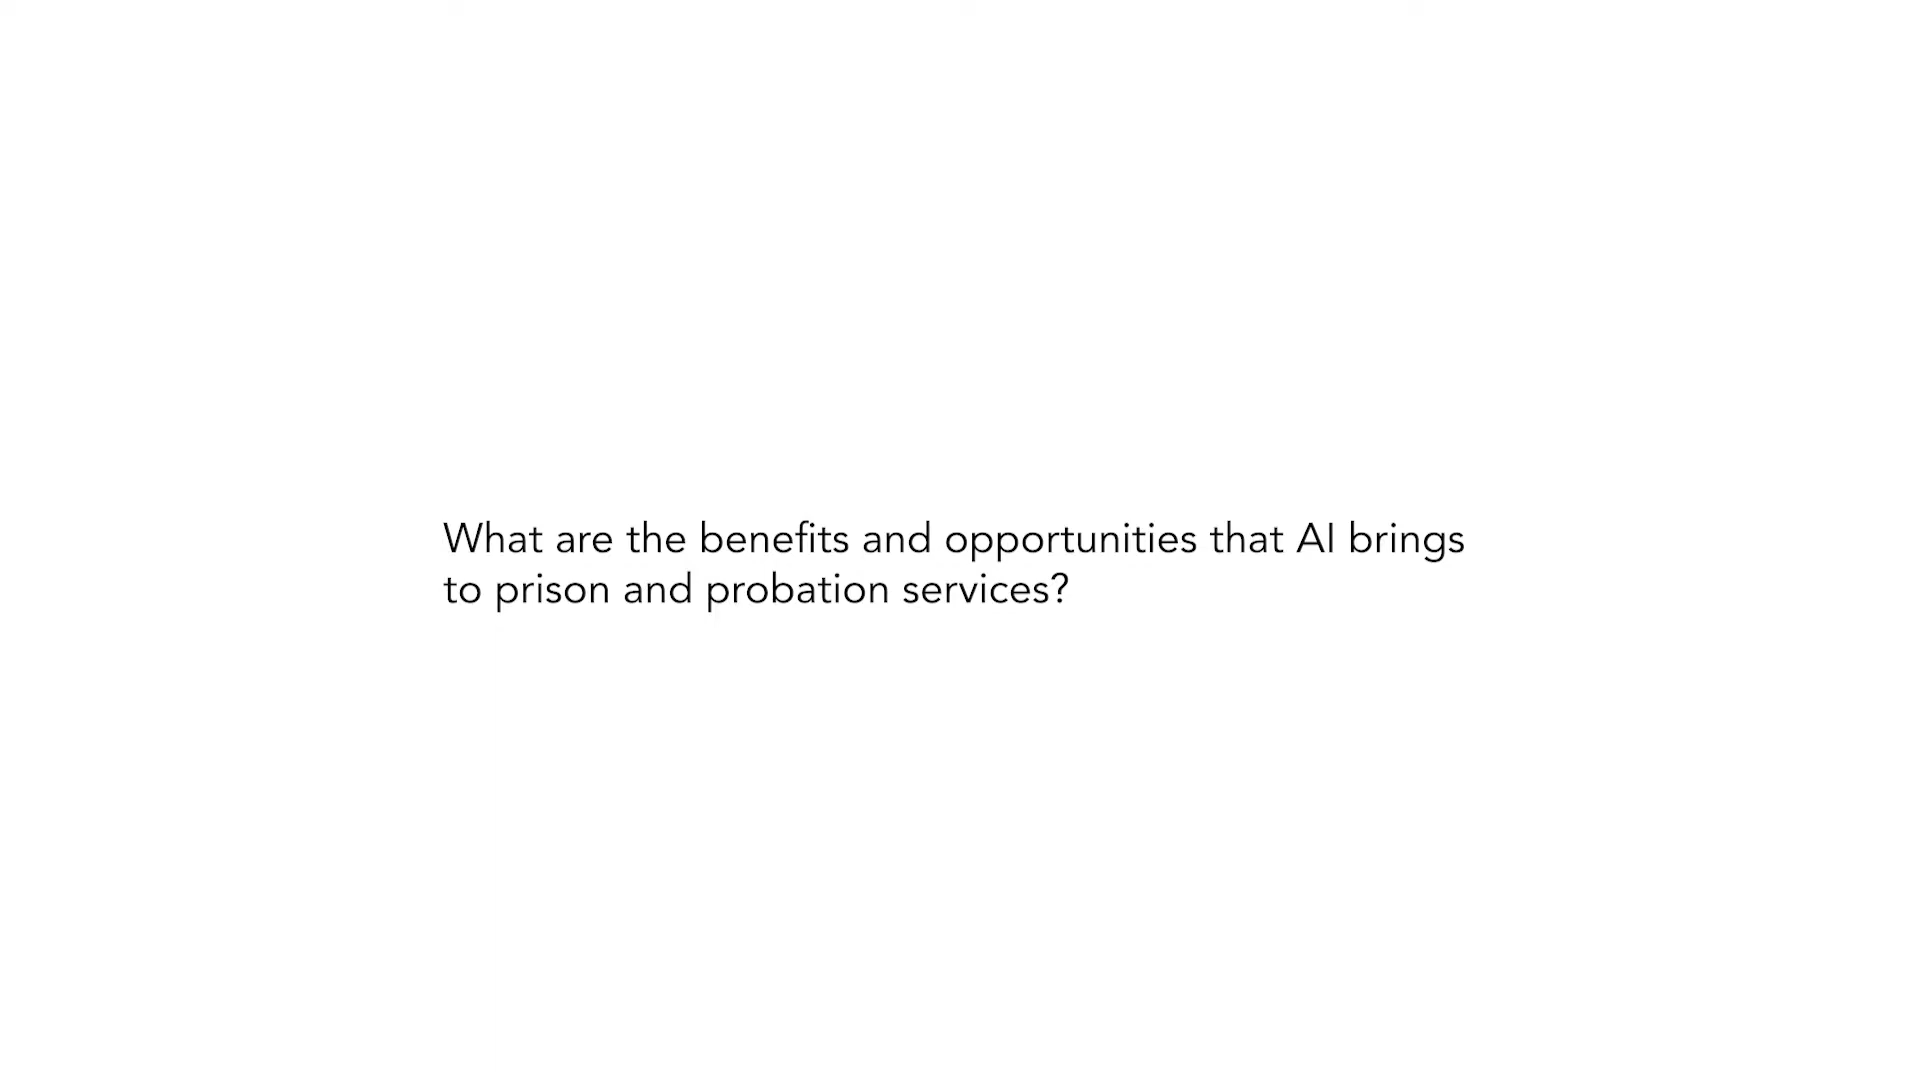 What are the benefits and opportunities that AI brings
to prison and probation services?